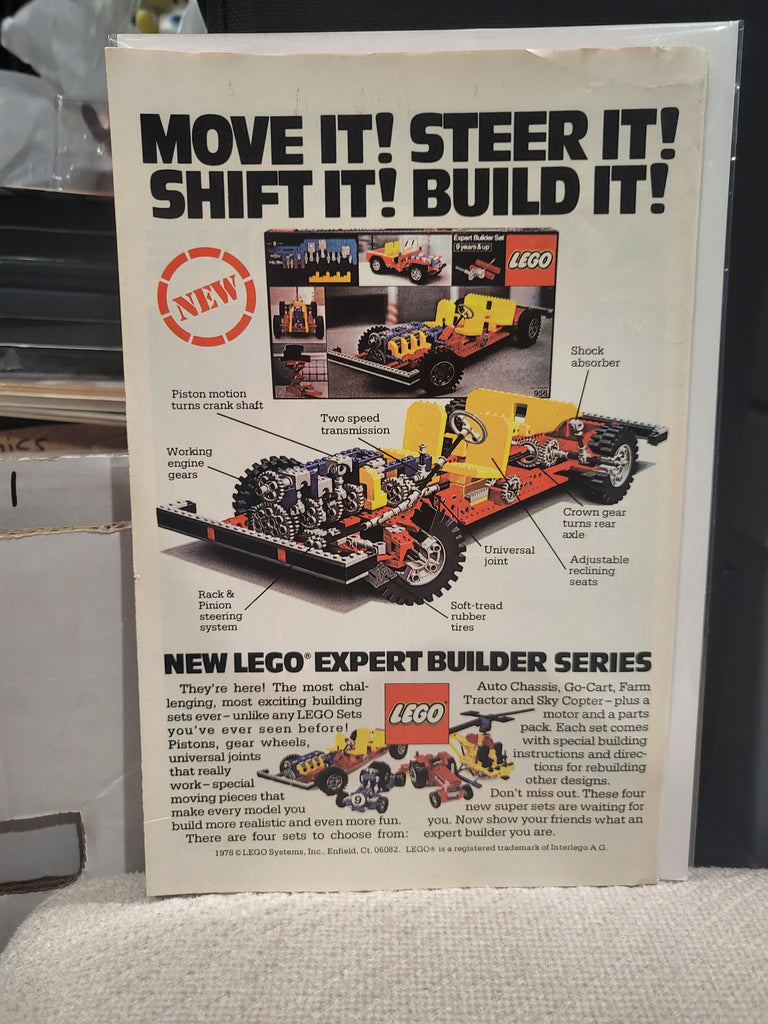 MOVE IT! STEER IT!
SHIFT IT! BUILD IT!
NEW
Expert Builder Set
9 years & up
LEGO
956
Shock
absorber
Piston motion
turns crank shaft
Two speed
transmission
Working
engine
gears
Crown gear
turns rear
axle
Universal
joint
Adjustable
reclining
seats
Rack &
Pinion
steering
system
Soft-tread
rubber
tires
NEW LEGO® EXPERT BUILDER SERIES
They're here! The most chal-
lenging, most exciting building
sets ever – unlike any LEGO Sets
you've ever seen before!
Pistons, gear wheels,
universal joints
that really
work – special
moving pieces that
make every model you
build more realistic and even more fun.
There are four sets to choose from:
LEGO
9
Auto Chassis, Go-Cart, Farm
Tractor and Sky Copter – plus a
motor and a parts
pack. Each set comes
with special building
instructions and direc-
tions for rebuilding
other designs.
Don't miss out. These four
new super sets are waiting for
you. Now show your friends what an
expert builder you are.
1978 © LEGO Systems, Inc., Enfield, Ct. 06082. LEGO® is a registered trademark of Interlego A.G.
ics
1